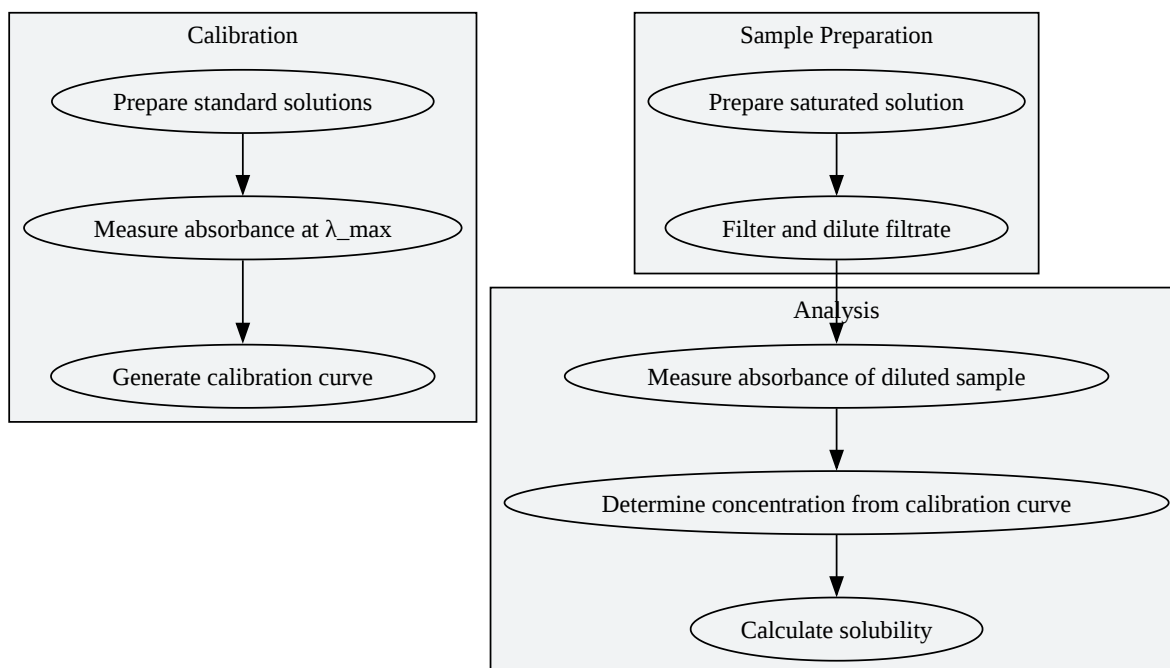 Calibration
Prepare standard solutions
Measure absorbance at λ_max
Generate calibration curve
Sample Preparation
Prepare saturated solution
Filter and dilute filtrate
Analysis
Measure absorbance of diluted sample
Determine concentration from calibration curve
Calculate solubility